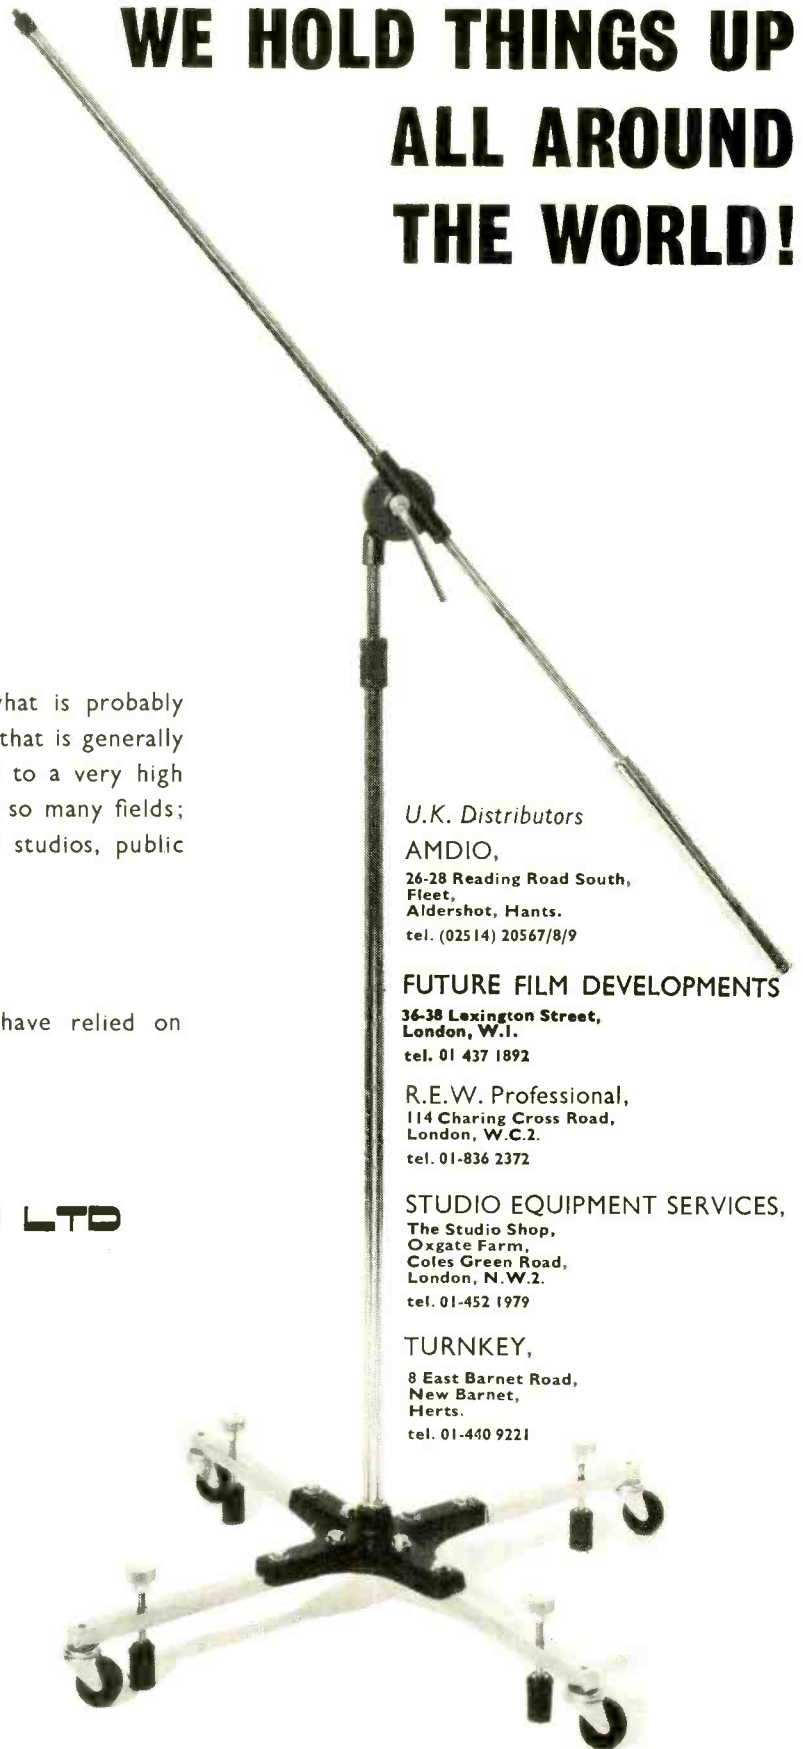 WE HOLD THINGS UP
ALL AROUND
THE WORLD!
what is probably
that is generally
to a very high
so many fields;
studios, public
have relied on
LTD
U.K. Distributors
AMDIO,
26-28 Reading Road South,
Fleet,
Aldershot, Hants.
tel. (02514) 20567/8/9
FUTURE FILM DEVELOPMENTS
36-38 Lexington Street,
London, W.I.
tel. 01 437 1892
R.E.W. Professional,
114 Charing Cross Road,
London, W.C.2.
tel. 01-836 2372
STUDIO EQUIPMENT SERVICES,
The Studio Shop,
Oxgate Farm,
Coles Green Road,
London, N.W.2.
tel. 01-452 1979
TURNKEY,
8 East Barnet Road,
New Barnet,
Herts.
tel. 01-440 9221